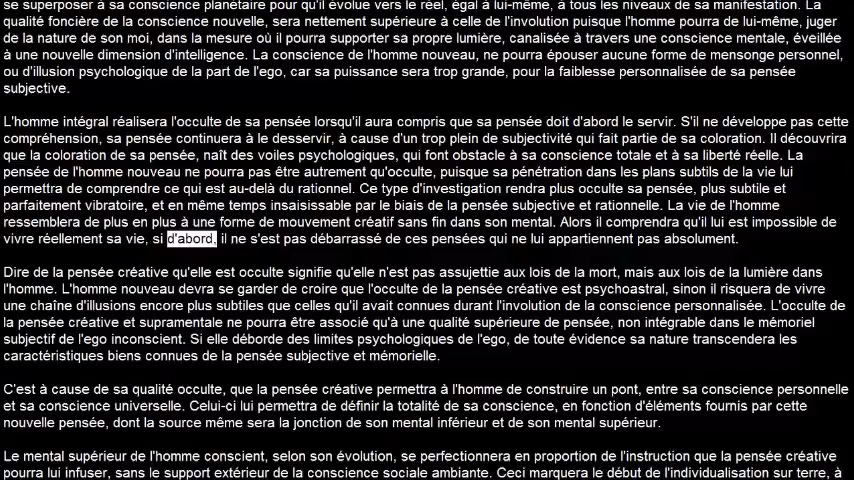 se superposer à sa conscience planétaire pour qu'il évolue vers le réel, égal à lui-même, à tous les niveaux de sa manifestation. La
qualité foncière de la conscience nouvelle, sera nettement supérieure à celle de l'involution puisque l'homme pourra de lui-même, juger
de la nature de son moi, dans la mesure où il pourra supporter sa propre lumière, canalisée à travers une conscience mentale, éveillée
à une nouvelle dimension d'intelligence. La conscience de l'homme nouveau, ne pourra épouser aucune forme de mensonge personnel,
ou d'illusion psychologique de la part de l'ego, car sa puissance sera trop grande, pour la faiblesse personnalisée de sa pensée
subjective.

L'homme intégral réalisera l'occulte de sa pensée lorsqu'il aura compris que sa pensée doit d'abord le servir. S'il ne développe pas cette
compréhension, sa pensée continuera à le desservir, à cause d'un trop plein de subjectivité qui fait partie de sa coloration. Il découvrira
que la coloration de sa pensée, naît des voiles psychologiques, qui font obstacle à sa conscience totale et à sa liberté réelle. La
pensée de l'homme nouveau ne pourra pas être autrement qu'occulte, puisque sa pénétration dans les plans subtils de la vie lui
permettra de comprendre ce qui est au-delà du rationnel. Ce type d'investigation rendra plus occulte sa pensée, plus subtile et
parfaitement vibratoire, et en même temps insaisissable par le biais de la pensée subjective et rationnelle. La vie de l'homme
ressemblera de plus en plus à une forme de mouvement créatif sans fin dans son mental. Alors il comprendra qu'il lui est impossible de
vivre réellement sa vie, si d'abord, il ne s'est pas débarrassé de ces pensées qui ne lui appartiennent pas absolument.

Dire de la pensée créative qu'elle est occulte signifie qu'elle n'est pas assujettie aux lois de la mort, mais aux lois de la lumière dans
l'homme. L'homme nouveau devra se garder de croire que l'occulte de la pensée créative est psychoastral, sinon il risquera de vivre
une chaîne d'illusions encore plus subtiles que celles qu'il avait connues durant l'involution de la conscience personnalisée. L'occulte de
la pensée créative et supramentale ne pourra être associé qu'à une qualité supérieure de pensée, non intégrable dans le mémoriel
subjectif de l'ego inconscient. Si elle déborde des limites psychologiques de l'ego, de toute évidence sa nature transcendera les
caractéristiques biens connues de la pensée subjective et mémorielle.

C'est à cause de sa qualité occulte, que la pensée créative permettra à l'homme de construire un pont, entre sa conscience personnelle
et sa conscience universelle. Celui-ci lui permettra de définir la totalité de sa conscience, en fonction d'éléments fournis par cette
nouvelle pensée, dont la source même sera la jonction de son mental inférieur et de son mental supérieur.

Le mental supérieur de l'homme conscient, selon son évolution, se perfectionnera en proportion de l'instruction que la pensée créative
pourra lui infuser, sans le support extérieur de la conscience sociale ambiante. Ceci marquera le début de l'individualisation sur terre, à